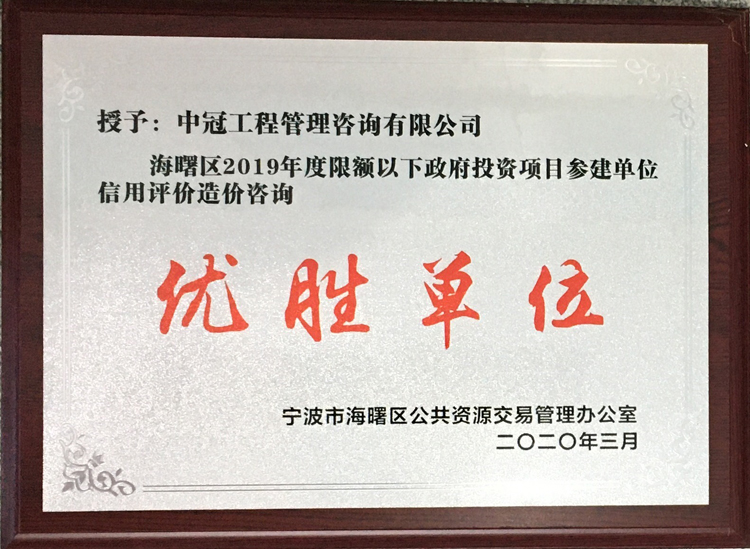 授予：中冠工程管理咨询有限公司
海曙区2019年度限额以下政府投资项目参建单位
信用评价造价咨询
优胜单位
宁波市海曙区公共资源交易管理办公室
二〇二〇年三月